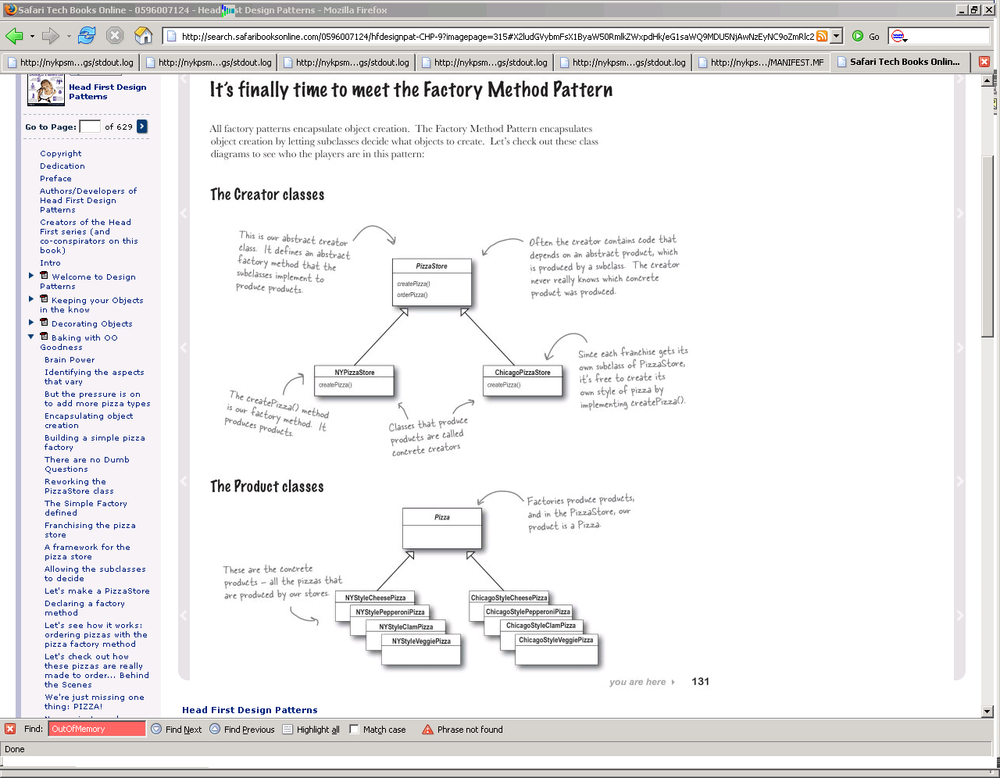 Safari Tech Books Online - 0596007124 - Head First Design Patterns - Mozilla Firefox
http://search.safaribooksonline.com/0596007124/hfdesignpat-CHP-9?imagepage=315#X2ludGVybmFsX1ByaW50RmlkZWxpdHk/eG1saWQ9MDU5NjAwNzEyNC9oZmRlc2
Go
http://nykpsm...gs/stdout.log
http://nykpsm...gs/stdout.log
http://nykpsm...gs/stdout.log
http://nykpsm...gs/stdout.log
http://nykpsm...gs/stdout.log
http://nykps.../MANIFEST.MF
Safari Tech Books Onlin...
Head First Design
Patterns
Go to Page:
of 629
Copyright
Dedication
Preface
Authors/Developers of
Head First Design
Patterns
Creators of the Head
First series (and
co-conspirators on this
book)
Intro
Welcome to Design
Patterns
Keeping your Objects
in the know
Decorating Objects
Baking with OO
Goodness
Brain Power
Identifying the aspects
that vary
But the pressure is on
to add more pizza types
Encapsulating object
creation
Building a simple pizza
factory
There are no Dumb
Questions
Reworking the
PizzaStore class
The Simple Factory
defined
Franchising the pizza
store
A framework for the
pizza store
Allowing the subclasses
to decide
Let's make a PizzaStore
Declaring a factory
method
Let's see how it works:
ordering pizzas with the
pizza factory method
Let's check out how
these pizzas are really
made to order... Behind
the Scenes
We're just missing one
thing: PIZZA!
It's finally time to meet the Factory Method Pattern
All factory patterns encapsulate object creation. The Factory Method Pattern encapsulates
object creation by letting subclasses decide what objects to create. Let's check out these class
diagrams to see who the players are in this pattern:
The Creator classes
This is our abstract creator
class. It defines an abstract
factory method that the
subclasses implement to
produce products.
PizzaStore
createPizza()
orderPizza()
Often the creator contains code that
depends on an abstract product, which
is produced by a subclass. The creator
never really knows which concrete
product was produced.
NYPizzaStore
createPizza()
ChicagoPizzaStore
createPizza()
Since each franchise gets its
own subclass of PizzaStore,
it's free to create its
own style of pizza by
implementing createPizza().
The createPizza() method
is our factory method. It
produces products.
Classes that produce
products are called
concrete creators
The Product classes
Pizza
Factories produce products,
and in the PizzaStore, our
product is a Pizza.
These are the concrete
products – all the pizzas that
are produced by our stores.
NYStyleCheesePizza
NYStylePepperoniPizza
NYStyleClamPizza
NYStyleVeggiePizza
ChicagoStyleCheesePizza
ChicagoStylePepperoniPizza
ChicagoStyleClamPizza
ChicagoStyleVeggiePizza
you are here
131
Head First Design Patterns
Find:
OutOfMemory
Find Next
Find Previous
Highlight all
Match case
Phrase not found
Done